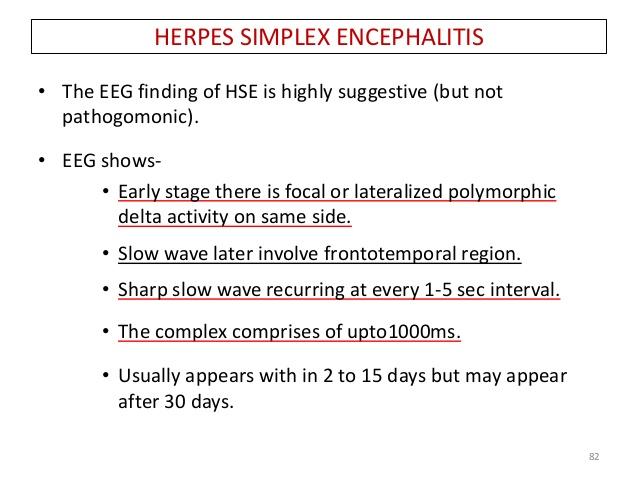 HERPES SIMPLEX ENCEPHALITIS
• The EEG finding of HSE is highly suggestive (but not
pathogomonic).
• EEG shows-
• Early stage there is focal or lateralized polymorphic
delta activity on same side.
• Slow wave later involve frontotemporal region.
• Sharp slow wave recurring at every 1-5 sec interval.
• The complex comprises of upto1000ms.
• Usually appears with in 2 to 15 days but may appear
after 30 days.
82